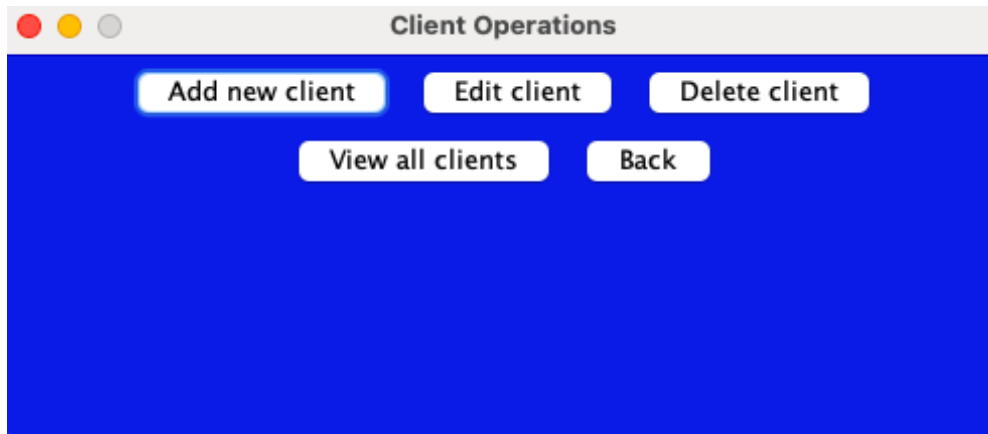 Client Operations
Add new client Edit client Delete client
View all clients Back